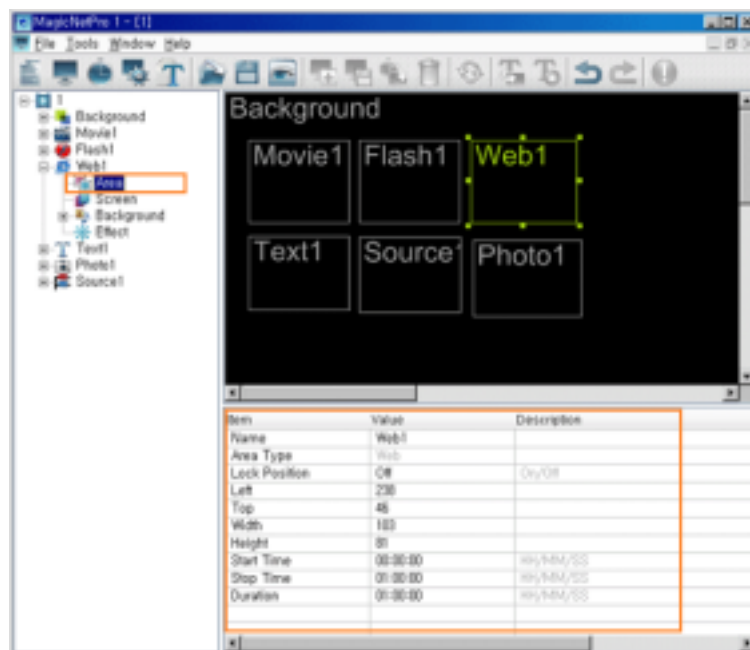 MagicNetPro 1 - [1]
File Tools Window Help
1
Background
Movie1
Flash1
Web1
Area
Screen
Background
Effect
Text1
Photo1
Source1
Background
Movie1 Flash1 Web1
Text1 Source1 Photo1
Item Value Description
Name Web1
Area Type Web
Lock Position Off On/Off
Left 238
Top 46
Width 103
Height 81
Start Time 00:00:00 HH/MM/SS
Stop Time 01:00:00 HH/MM/SS
Duration 01:00:00 HH/MM/SS